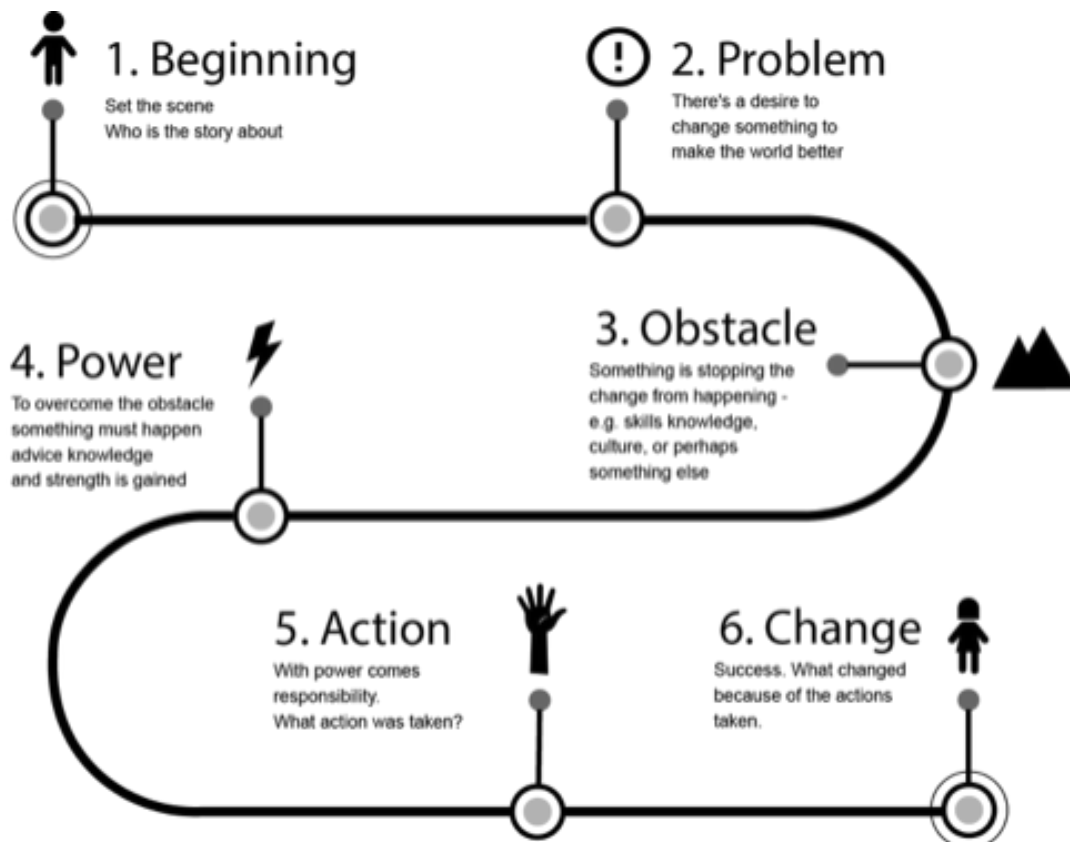 1. Beginning
Set the scene
Who is the story about
2. Problem
There's a desire to
change something to
make the world better
3. Obstacle
Something is stopping the
change from happening -
e.g. skills knowledge,
culture, or perhaps
something else
4. Power
To overcome the obstacle
something must happen
advice knowledge
and strength is gained
5. Action
With power comes
responsibility.
What action was taken?
6. Change
Success. What changed
because of the actions
taken.